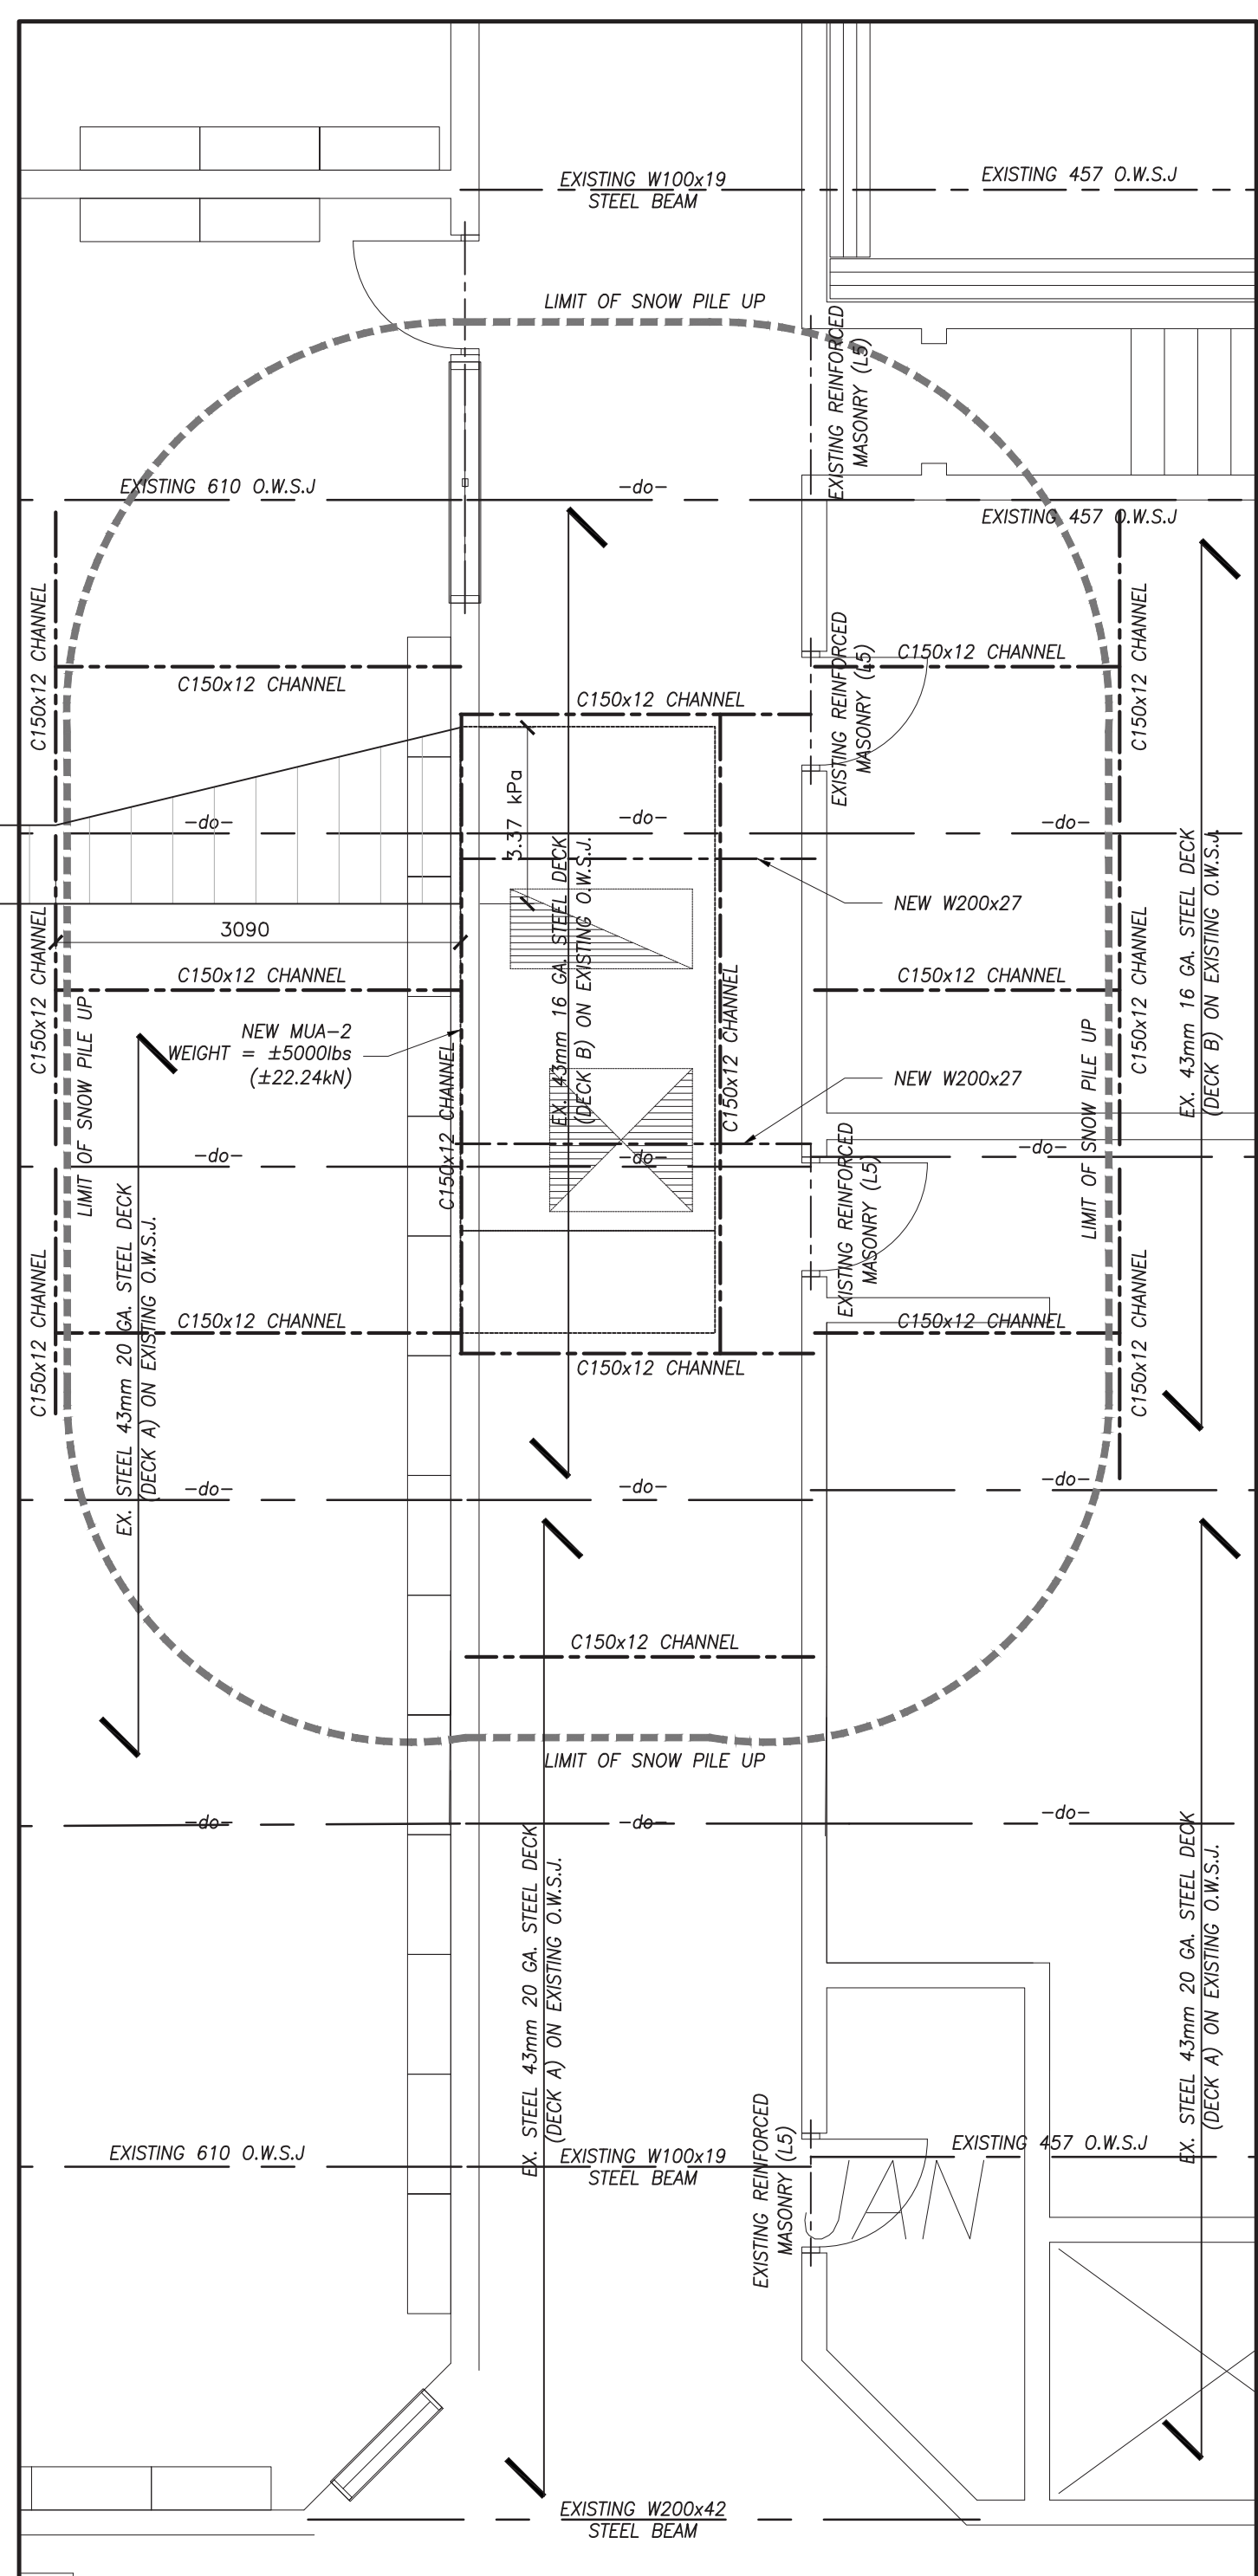 EXISTING W100x19
STEEL BEAM
EXISTING 457 O.W.S.J
LIMIT OF SNOW PILE UP
EXISTING REINFORCED
MASONRY (L5)
EXISTING 610 O.W.S.J
-do-
EXISTING 457 O.W.S.J
C150x12 CHANNEL
C150x12 CHANNEL
C150x12 CHANNEL
EXISTING REINFORCED
MASONRY (L5)
C150x12 CHANNEL
C150x12 CHANNEL
3.37 kPa
-do-
-do-
-do-
EX. 43mm 16 GA. STEEL DECK
(DECK B) ON EXISTING O.W.S.J.
EX. 43mm 16 GA. STEEL DECK
(DECK B) ON EXISTING O.W.S.J.
NEW W200x27
3090
C150x12 CHANNEL
C150x12 CHANNEL
C150x12 CHANNEL
C150x12 CHANNEL
C150x12 CHANNEL
LIMIT OF SNOW PILE UP
NEW MUA-2
WEIGHT = ±5000lbs
(±22.24kN)
C150x12 CHANNEL
NEW W200x27
LIMIT OF SNOW PILE UP
-do-
-do-
-do-
EXISTING REINFORCED
MASONRY (L5)
EX. STEEL 43mm 20 GA. STEEL DECK
(DECK A) ON EXISTING O.W.S.J.
C150x12 CHANNEL
C150x12 CHANNEL
C150x12 CHANNEL
C150x12 CHANNEL
C150x12 CHANNEL
-do-
-do-
-do-
C150x12 CHANNEL
LIMIT OF SNOW PILE UP
-do-
-do-
-do-
EX. STEEL 43mm 20 GA. STEEL DECK
(DECK A) ON EXISTING O.W.S.J.
EX. STEEL 43mm 20 GA. STEEL DECK
(DECK A) ON EXISTING O.W.S.J.
EXISTING 610 O.W.S.J
EXISTING W100x19
STEEL BEAM
EXISTING REINFORCED
MASONRY (L5)
EXISTING 457 O.W.S.J
JAN
EXISTING W200x42
STEEL BEAM